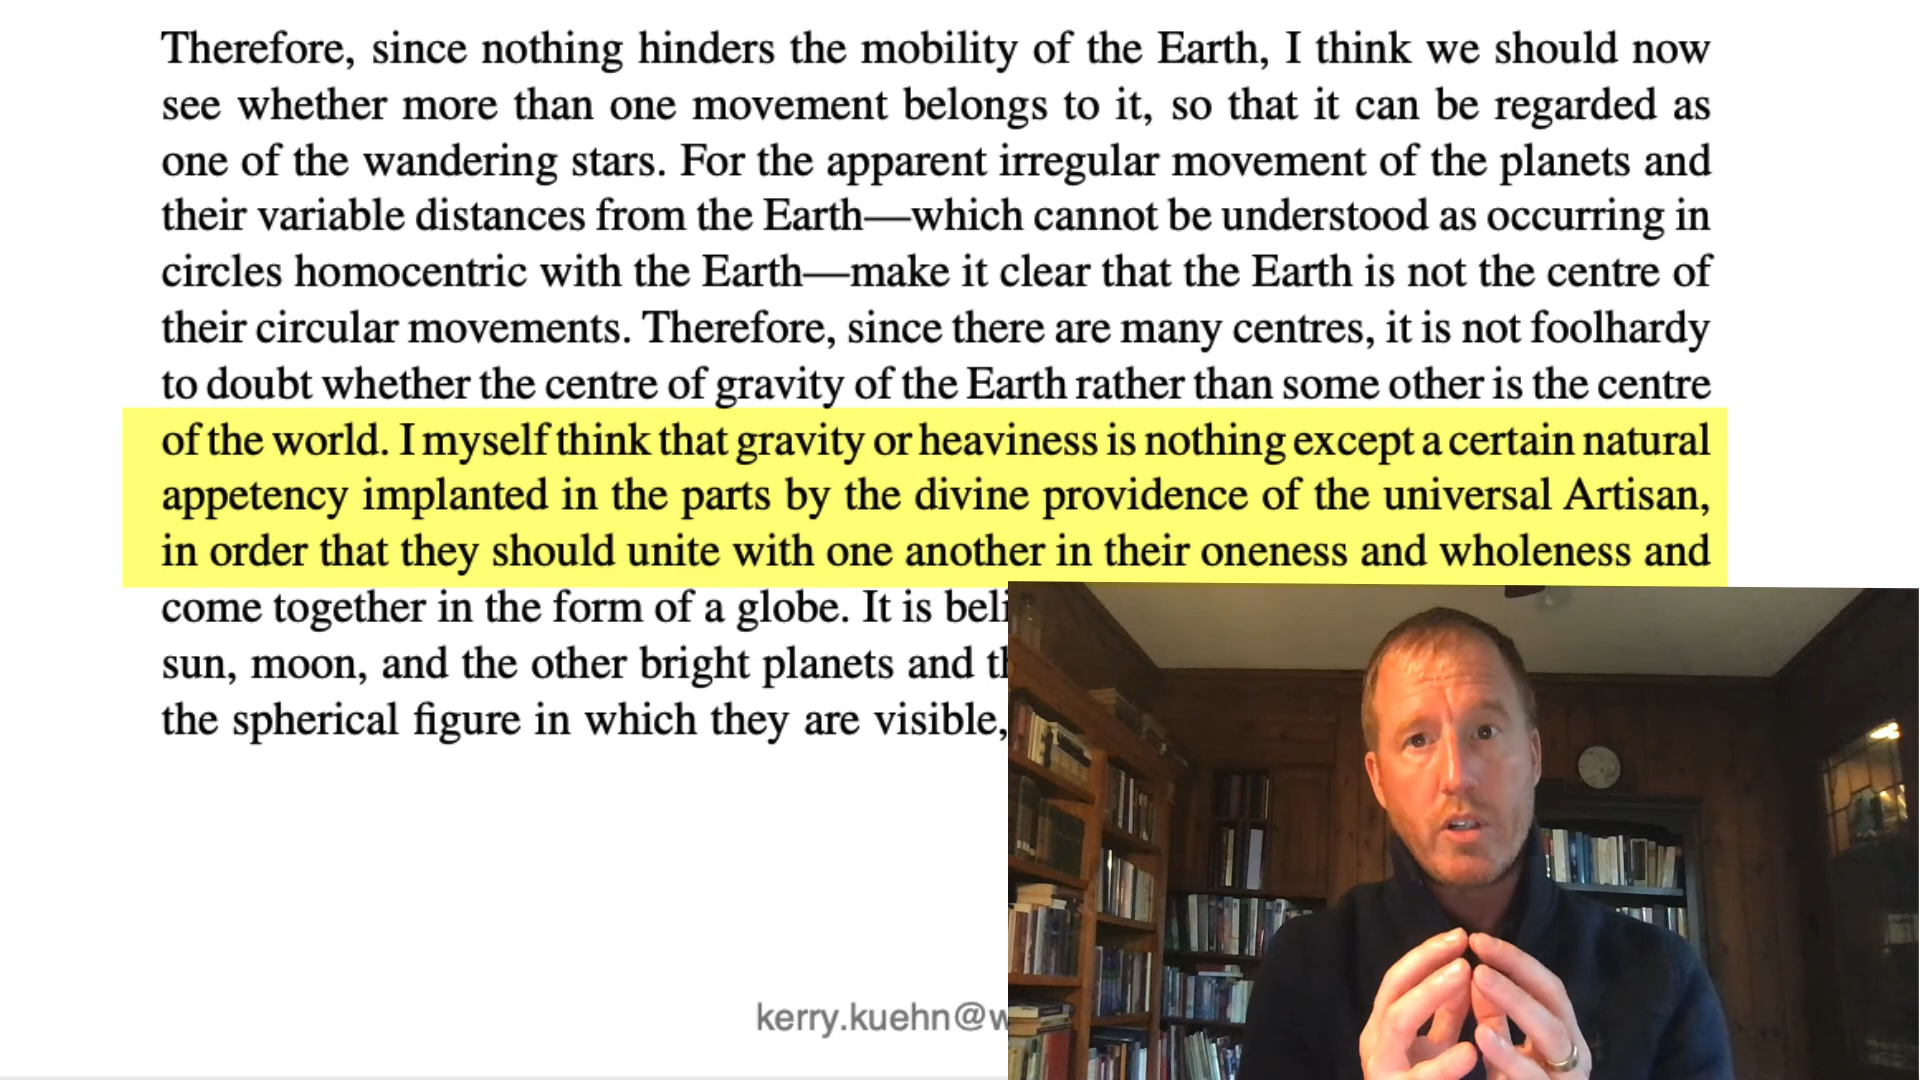 Therefore, since nothing hinders the mobility of the Earth, I think we should now
see whether more than one movement belongs to it, so that it can be regarded as
one of the wandering stars. For the apparent irregular movement of the planets and
their variable distances from the Earth—which cannot be understood as occurring in
circles homocentric with the Earth—make it clear that the Earth is not the centre of
their circular movements. Therefore, since there are many centres, it is not foolhardy
to doubt whether the centre of gravity of the Earth rather than some other is the centre
of the world. I myself think that gravity or heaviness is nothing except a certain natural
appetency implanted in the parts by the divine providence of the universal Artisan,
in order that they should unite with one another in their oneness and wholeness and
come together in the form of a globe. It is
sun, moon, and the other bright planets and
the spherical figure in which they are visible,
kerry.kuehn@